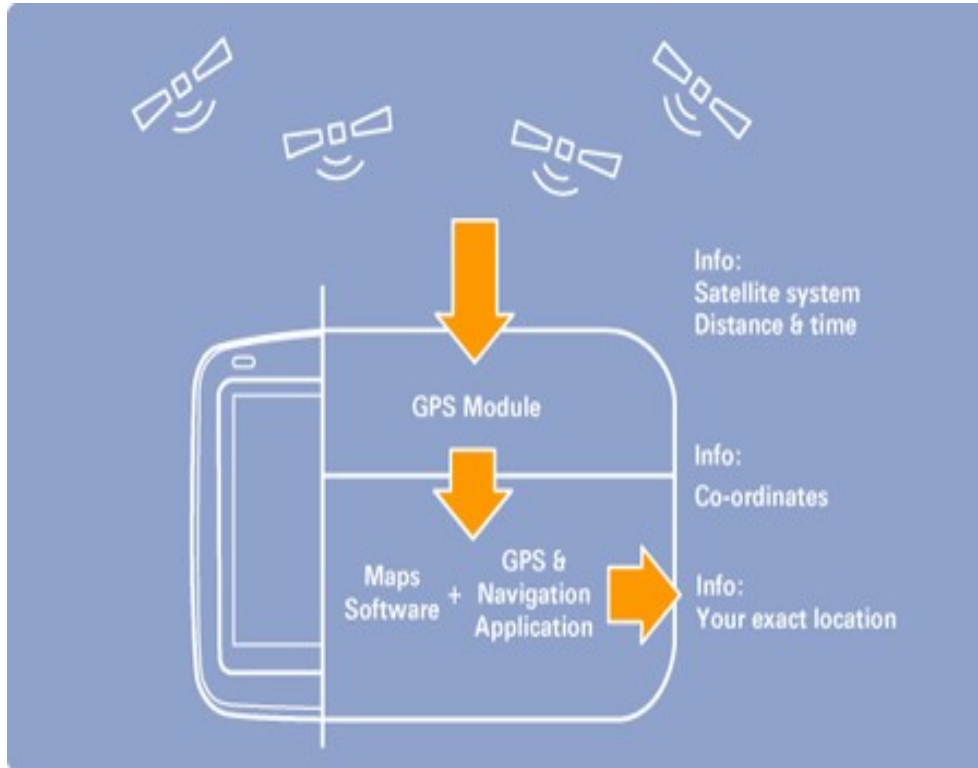 Info:
Satellite system
Distance & time
GPS Module
Info:
Co-ordinates
Maps
Software
+
GPS &
Navigation
Application
Info:
Your exact location